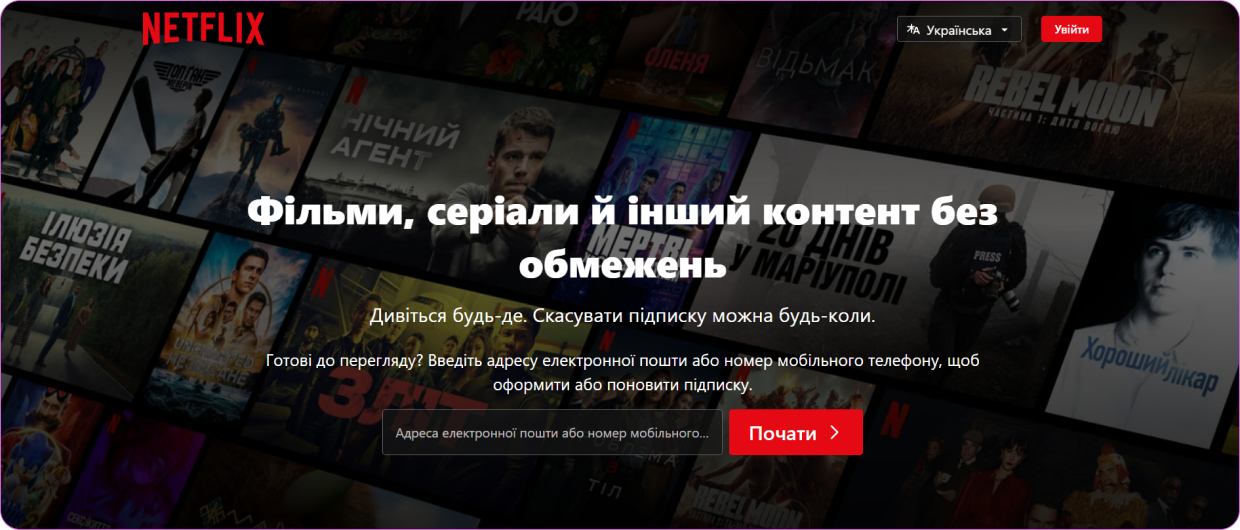 NETFLIX
Українська
Увійти
РАЮ
ТОП ҐАН
ОЛЕНЯ
ВІДЬМАК
REBEL MOON
ЧАСТИНА 1: ДИТЯ ВОГНЮ
НІЧНИЙ
АГЕНТ
Фільми, серіали й інший контент без
обмежень
ІЛЮЗІЯ
БЕЗПЕКИ
МЕРТВІ
20 ДНІВ
У МАРІУПОЛІ
PRESS
Дивіться будь-де. Скасувати підписку можна будь-коли.
Хороший лікар
Готові до перегляду? Введіть адресу електронної пошти або номер мобільного телефону, щоб
оформити або поновити підписку.
Адреса електронної пошти або номер мобільного...
Почати
ТІЛ
REBEL MOON